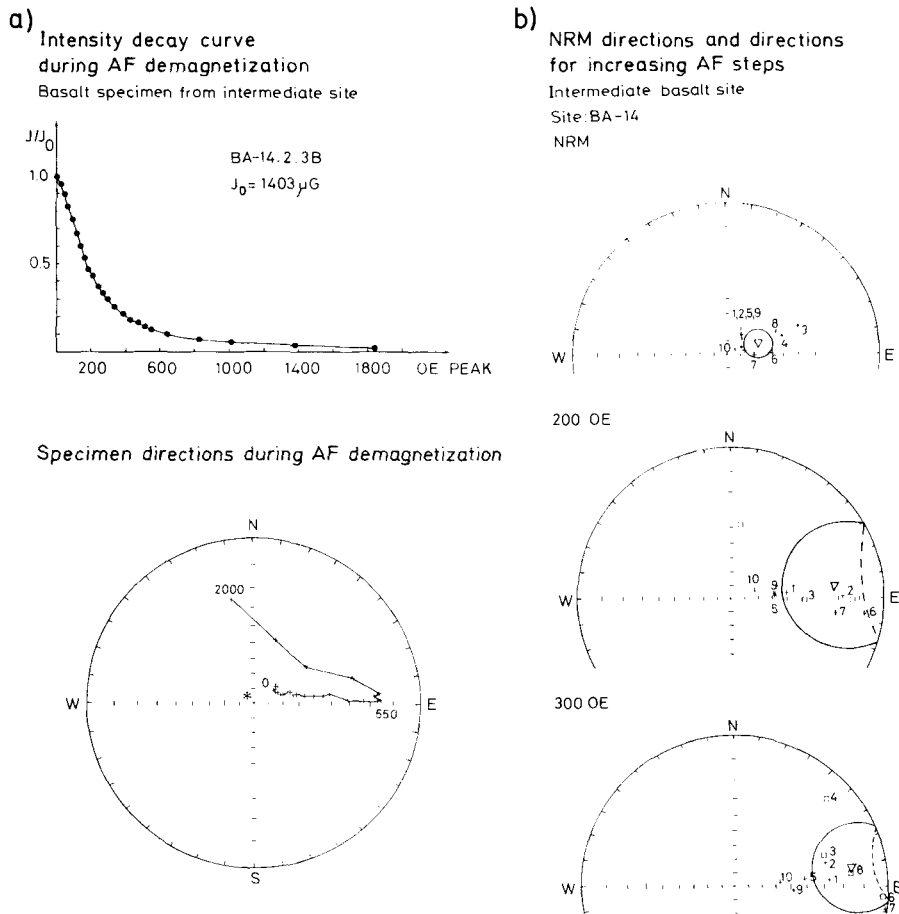 a)
Intensity decay curve
during AF demagnetization
Basalt specimen from intermediate site
J/J0
BA-14.2.3B
J0 = 1403 µG
1.0
0.5
200 600 1000 1400 1800 OE PEAK
Specimen directions during AF demagnetization
N
2000
0
*
W E
550
S
b)
NRM directions and directions
for increasing AF steps
Intermediate basalt site
Site: BA-14
NRM
N
1,2,5,9
8
3
4
10
W E
7 6
200 OE
N
10 9 1
3 2
W E
5 7 6
300 OE
N
4
3
2
8
10 5 1
W E
9 6
7